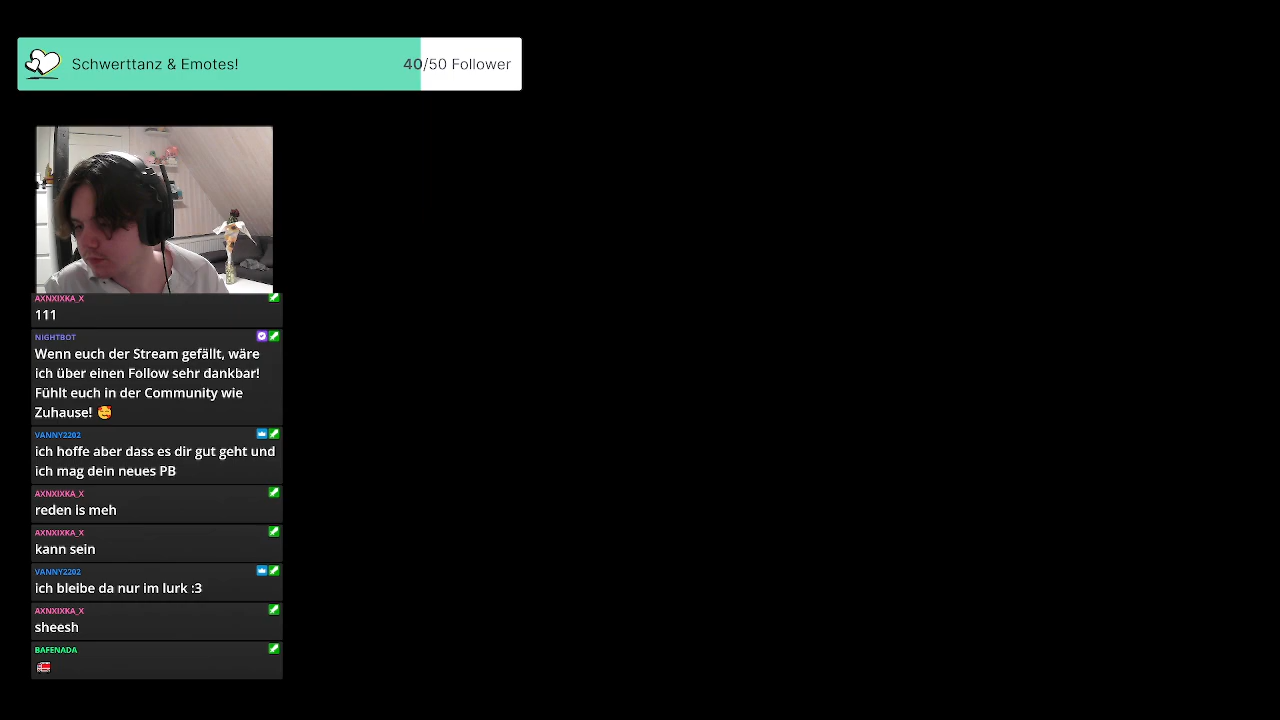 Schwerttanz & Emotes! 40/50 Follower
AXNXIXKA_X
111
NIGHTBOT
Wenn euch der Stream gefällt, wäre
ich über einen Follow sehr dankbar!
Fühlt euch in der Community wie
Zuhause! 🥰
VANNY2202
ich hoffe aber dass es dir gut geht und
ich mag dein neues PB
AXNXIXKA_X
reden is meh
AXNXIXKA_X
kann sein
VANNY2202
ich bleibe da nur im lurk :3
AXNXIXKA_X
sheesh
BAFENADA